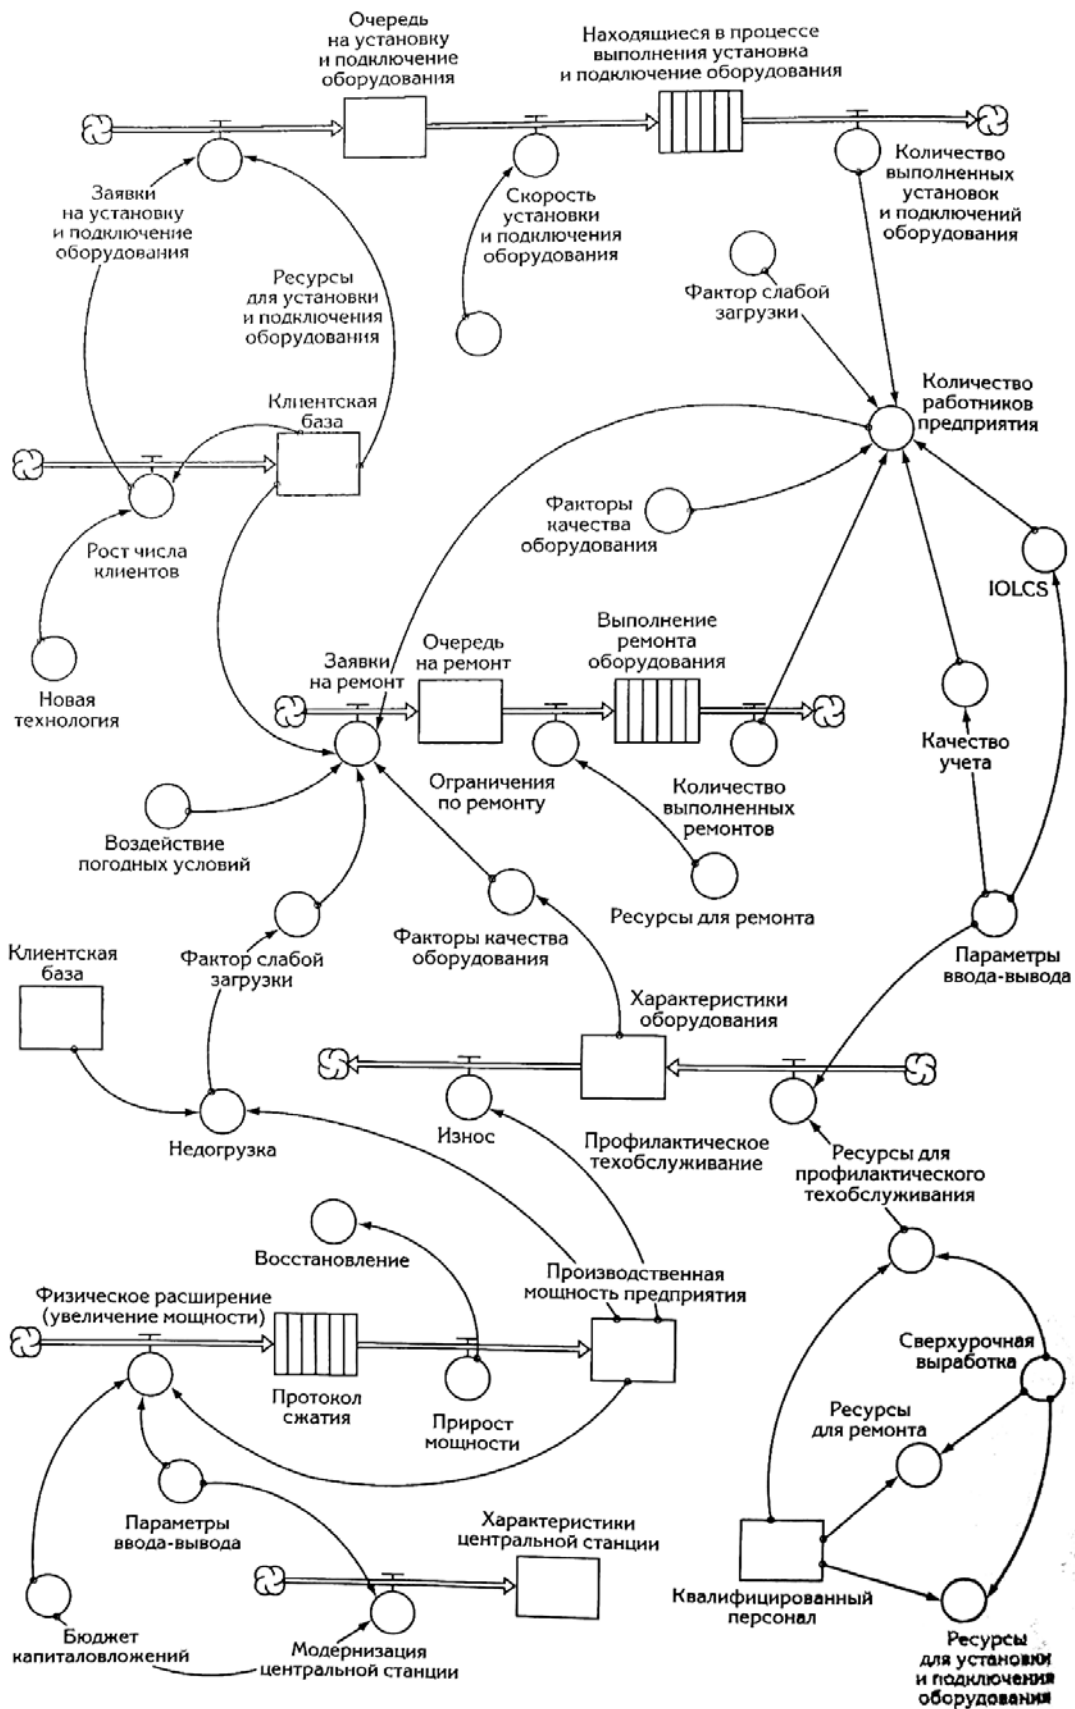 Очередь
на установку
и подключение
оборудования
Находящиеся в процессе
выполнения установка
и подключение оборудования
Заявки
на установку
и подключение
оборудования
Скорость
установки
и подключения
оборудования
Количество
выполненных
установок
и подключений
оборудования
Ресурсы
для установки
и подключения
оборудования
Фактор слабой
загрузки
Клиентская
база
Количество
работников
предприятия
Рост числа
клиентов
Факторы
качества
оборудования
IOLCS
Новая
технология
Заявки
на ремонт
Очередь
на ремонт
Выполнение
ремонта
оборудования
Качество
учета
Ограничения
по ремонту
Количество
выполненных
ремонтов
Воздействие
погодных условий
Ресурсы для ремонта
Клиентская
база
Фактор слабой
загрузки
Факторы качества
оборудования
Параметры
ввода-вывода
Характеристики
оборудования
Недогрузка
Износ
Профилактическое
техобслуживание
Ресурсы для
профилактического
техобслуживания
Восстановление
Физическое расширение
(увеличение мощности)
Производственная
мощность предприятия
Сверхурочная
выработка
Протокол
сжатия
Прирост
мощности
Ресурсы
для ремонта
Параметры
ввода-вывода
Характеристики
центральной станции
Квалифицированный
персонал
Бюджет
капиталовложений
Модернизация
центральной станции
Ресурсы
для установки
и подключения
оборудования